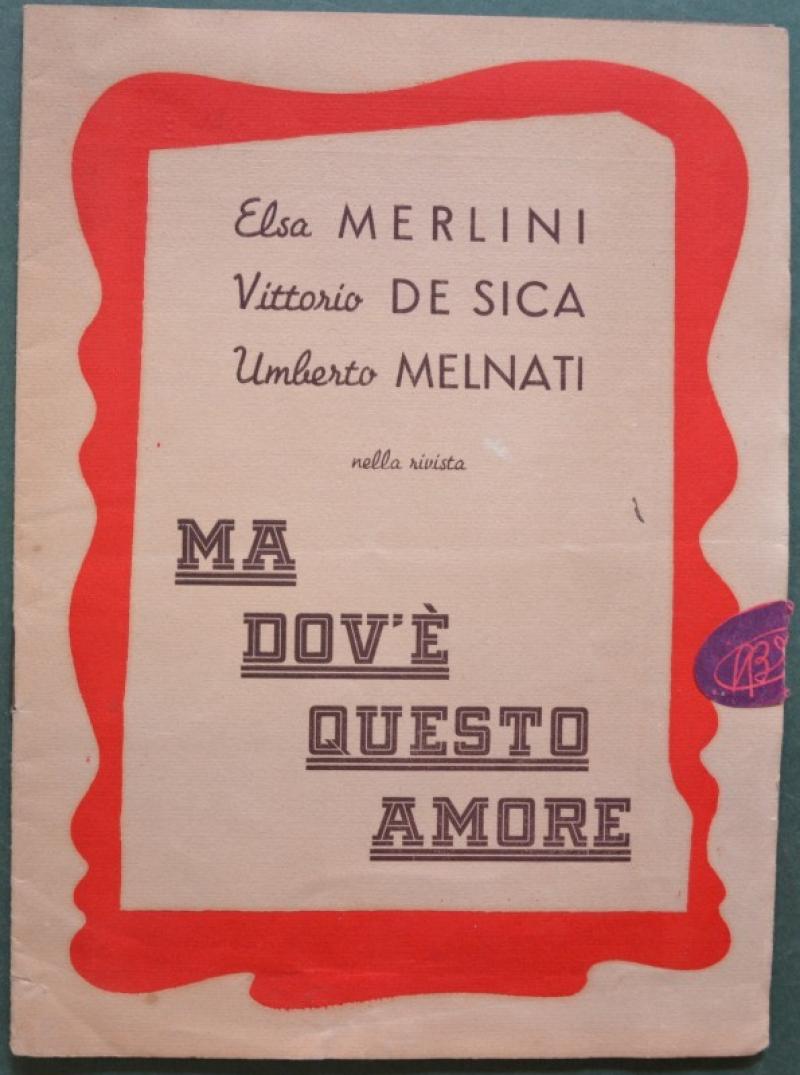 Elsa MERLINI
Vittorio DE SICA
Umberto MELNATI
nella rivista
MA
DOV'È
QUESTO
AMORE